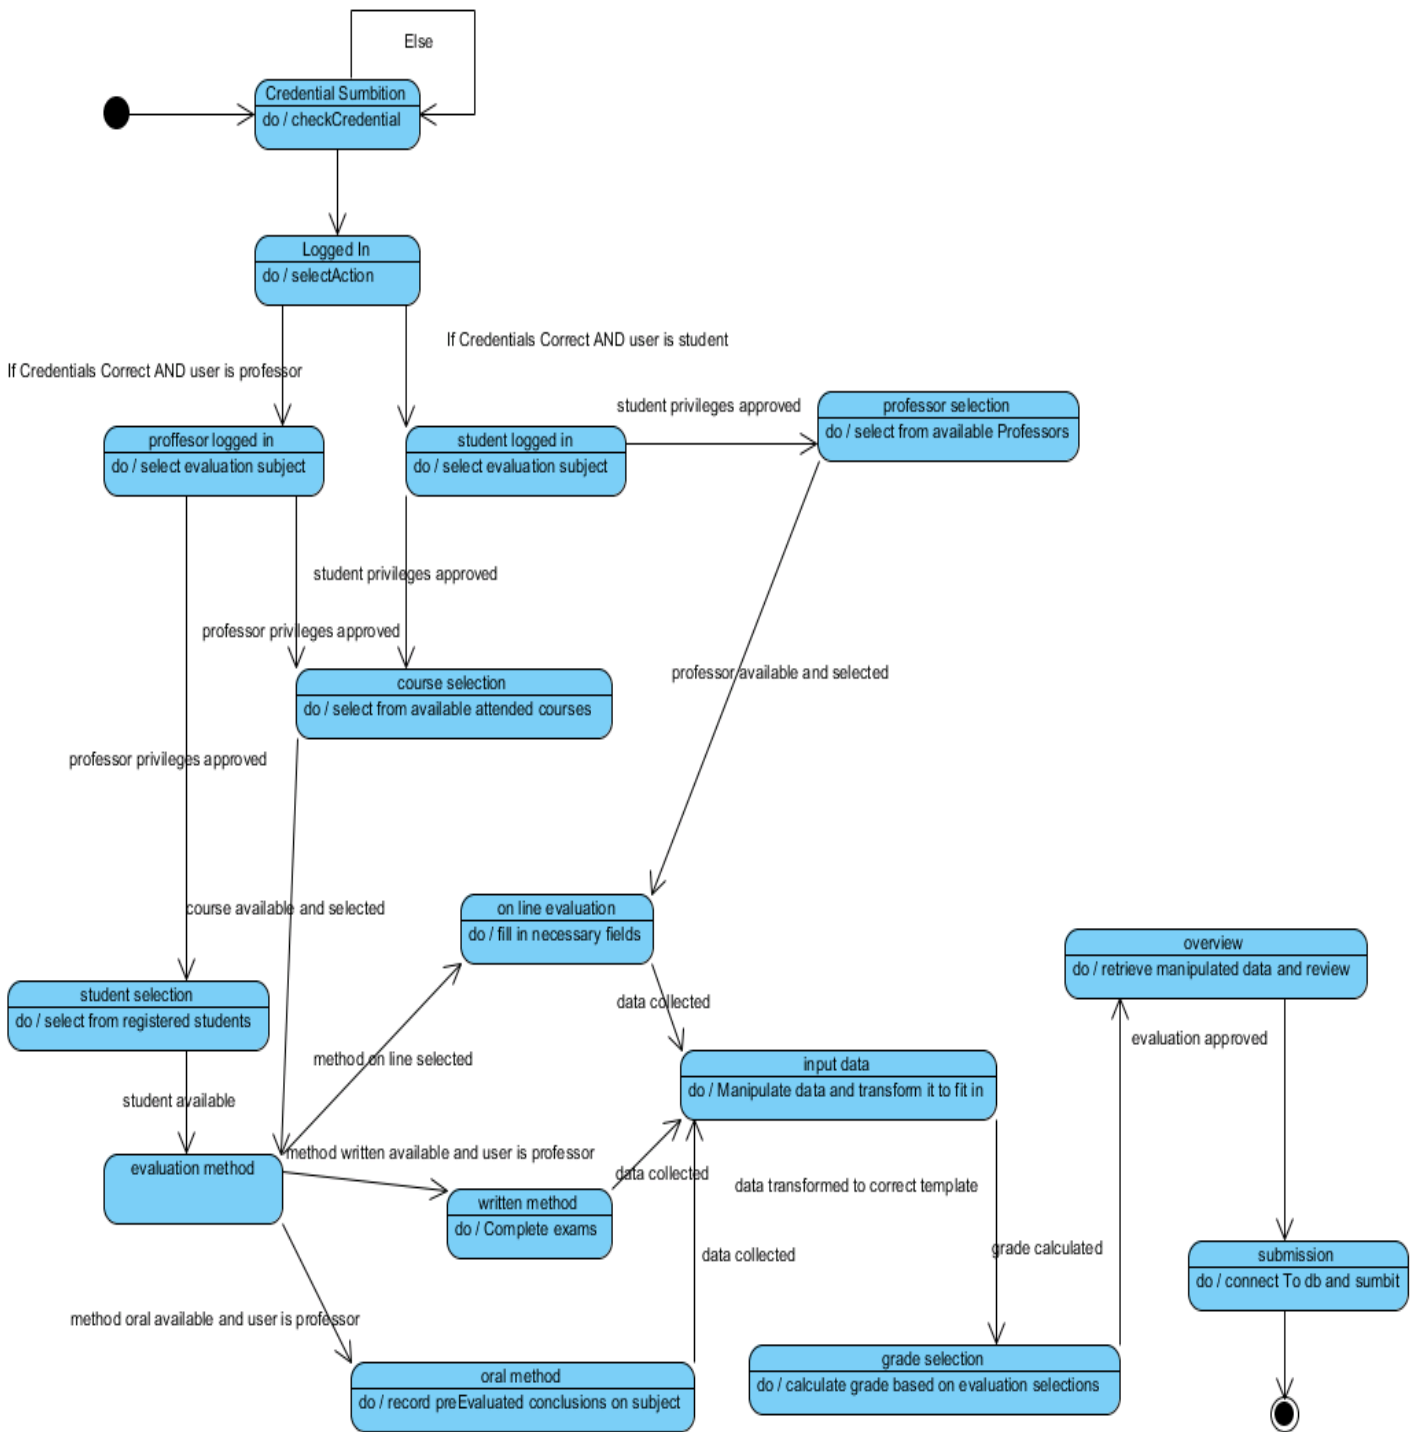 Else
Credential Sumbition
do / checkCredential
Logged In
do / selectAction
If Credentials Correct AND user is student
If Credentials Correct AND user is professor
student privileges approved
professor selection
do / select from available Professors
proffesor logged in
do / select evaluation subject
student logged in
do / select evaluation subject
student privileges approved
professor privileges approved
professor available and selected
course selection
do / select from available attended courses
professor privileges approved
course available and selected
on line evaluation
do / fill in necessary fields
overview
do / retrieve manipulated data and review
student selection
do / select from registered students
data collected
evaluation approved
method on line selected
input data
do / Manipulate data and transform it to fit in
student available
method written available and user is professor
evaluation method
data collected
data transformed to correct template
written method
do / Complete exams
data collected
grade calculated
submission
do / connect To db and sumbit
method oral available and user is professor
grade selection
do / calculate grade based on evaluation selections
oral method
do / record preEvaluated conclusions on subject